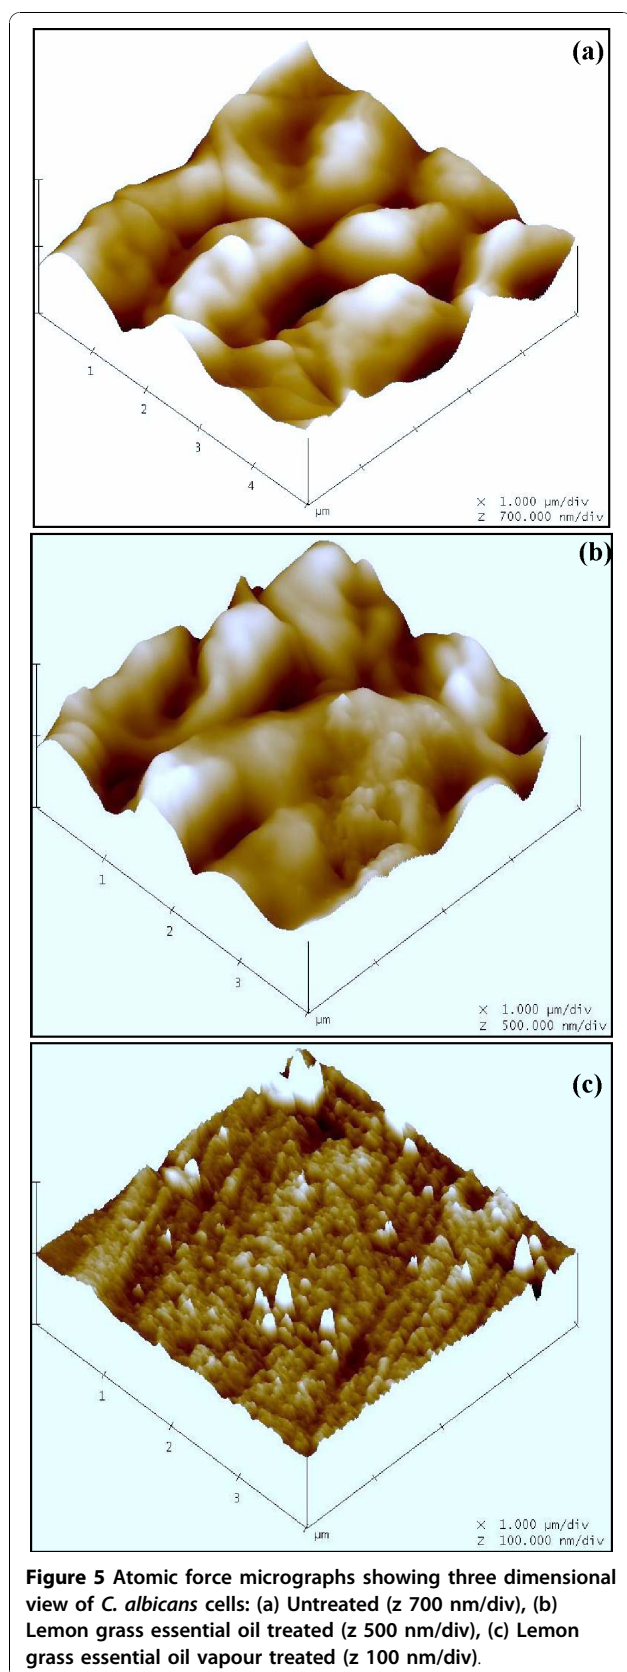 (a)
1
2
3
4
µm
X 1.000 µm/div
Z 700.000 nm/div
(b)
1
2
3
µm
X 1.000 µm/div
Z 500.000 nm/div
(c)
1
2
3
µm
X 1.000 µm/div
Z 100.000 nm/div
Figure 5 Atomic force micrographs showing three dimensional
view of C. albicans cells: (a) Untreated (z 700 nm/div), (b)
Lemon grass essential oil treated (z 500 nm/div), (c) Lemon
grass essential oil vapour treated (z 100 nm/div).